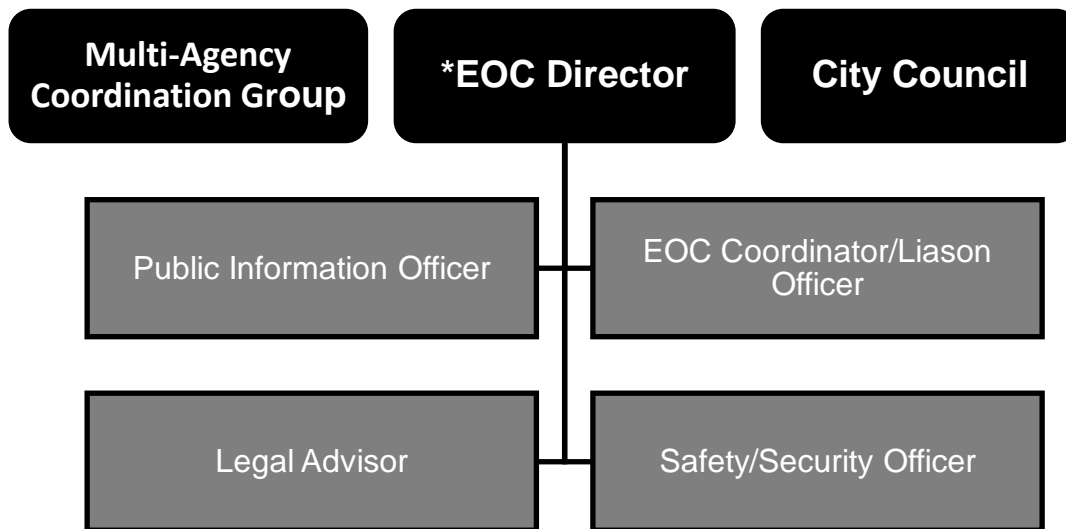 Multi-Agency
Coordination Group
*EOC Director
City Council
Public Information Officer
EOC Coordinator/Liason
Officer
Legal Advisor
Safety/Security Officer